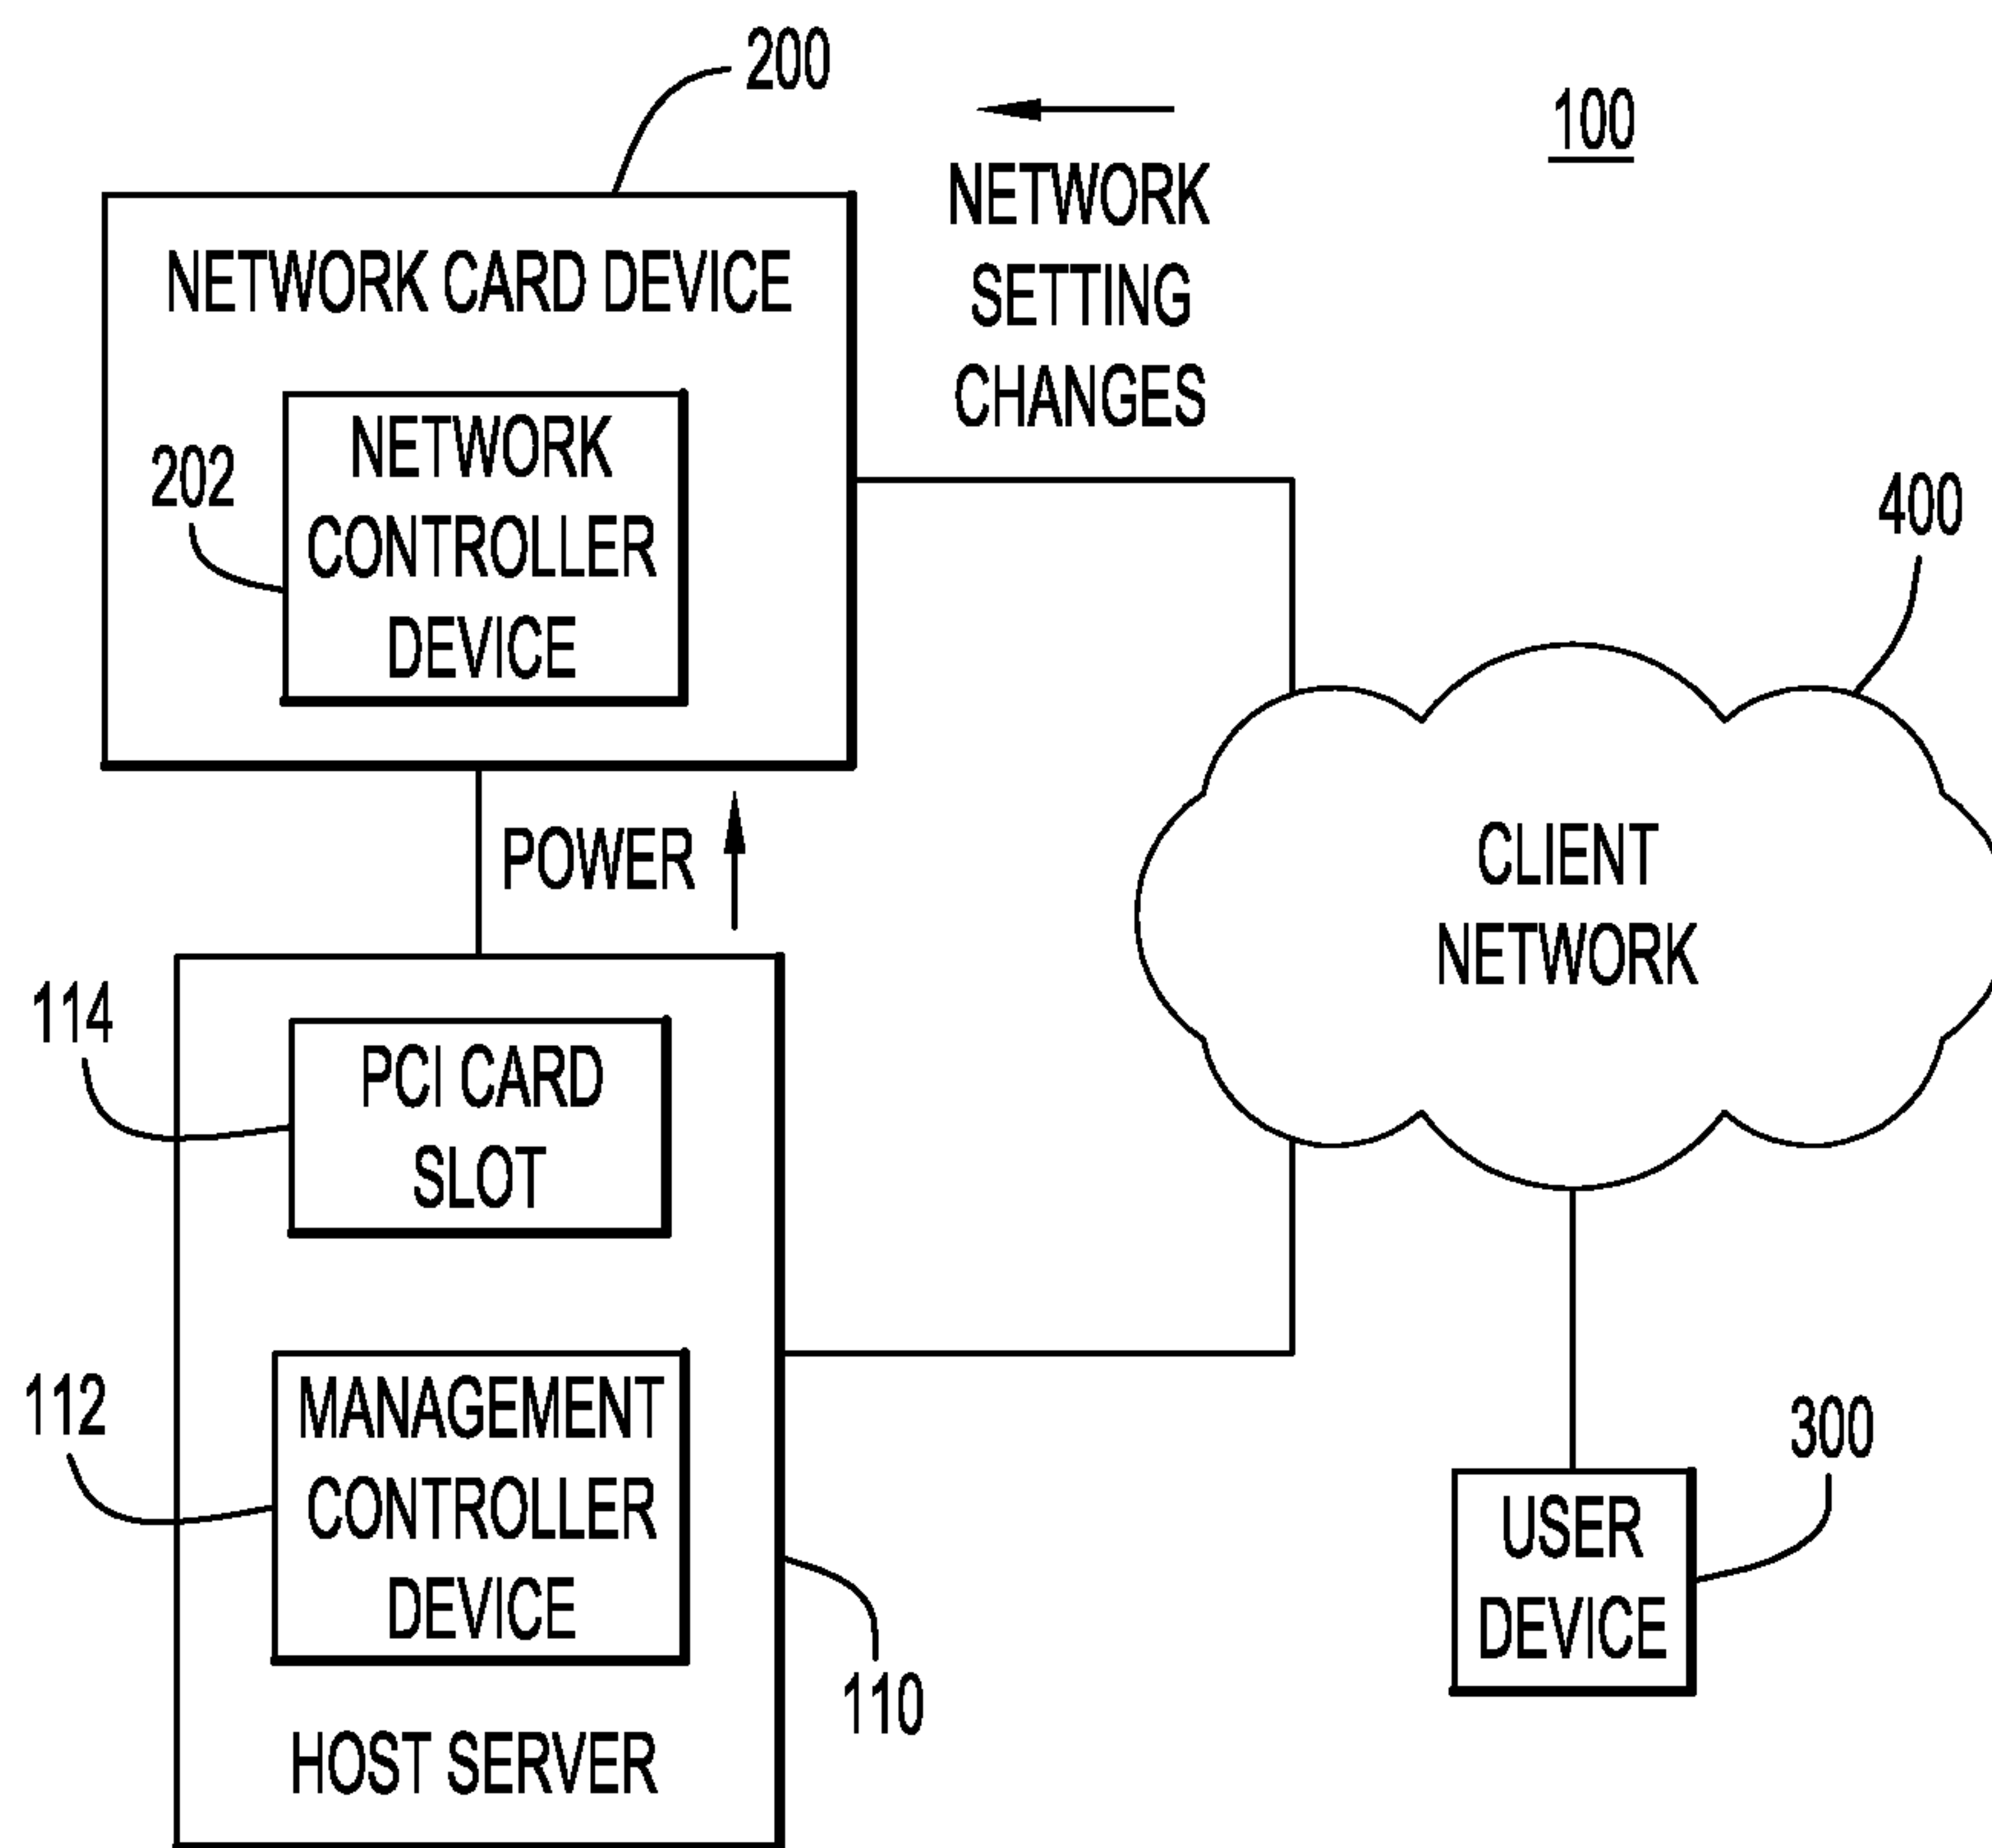 200
100
NETWORK
SETTING
CHANGES
NETWORK CARD DEVICE
202
NETWORK
CONTROLLER
DEVICE
400
POWER
CLIENT
NETWORK
114
PCI CARD
SLOT
112
MANAGEMENT
CONTROLLER
DEVICE
110
HOST SERVER
300
USER
DEVICE